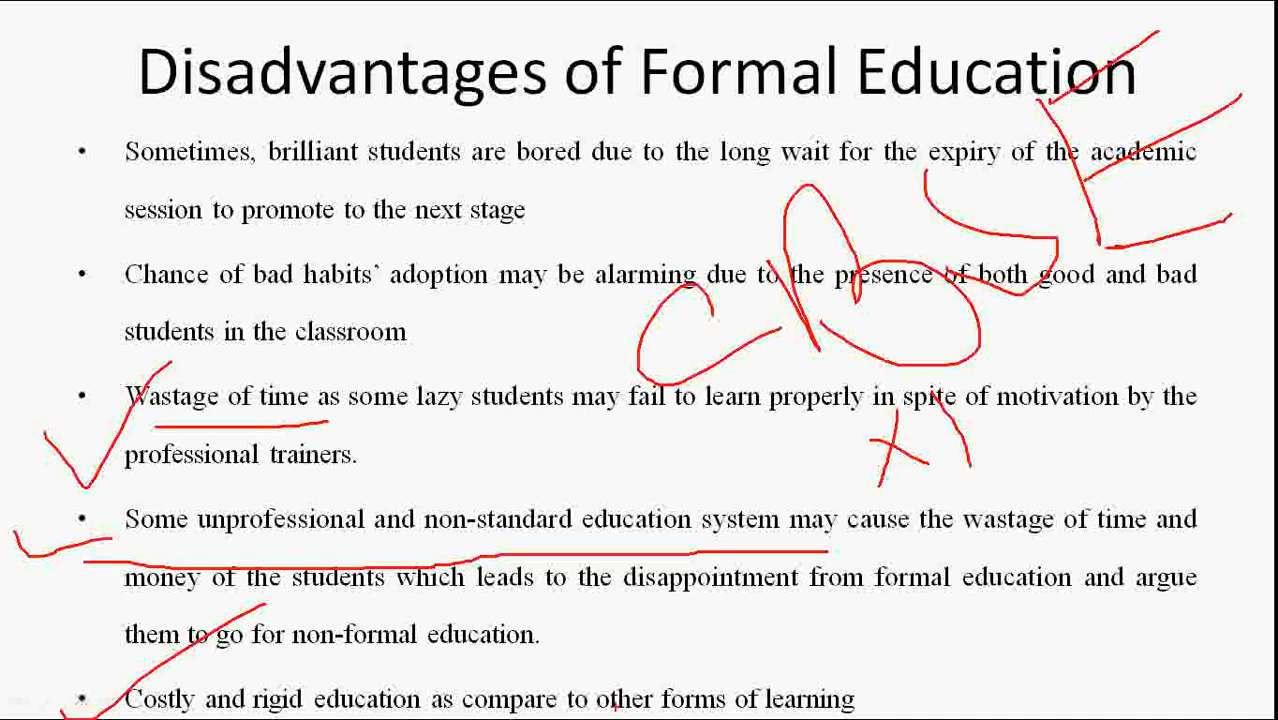 Disadvantages of Formal Education
• Sometimes, brilliant students are bored due to the long wait for the expiry of the academic
session to promote to the next stage
• Chance of bad habits' adoption may be alarming due to the presence of both good and bad
students in the classroom
• Wastage of time as some lazy students may fail to learn properly in spite of motivation by the
professional trainers.
• Some unprofessional and non-standard education system may cause the wastage of time and
money of the students which leads to the disappointment from formal education and argue
them to go for non-formal education.
• Costly and rigid education as compare to other forms of learning
CBSE
XI